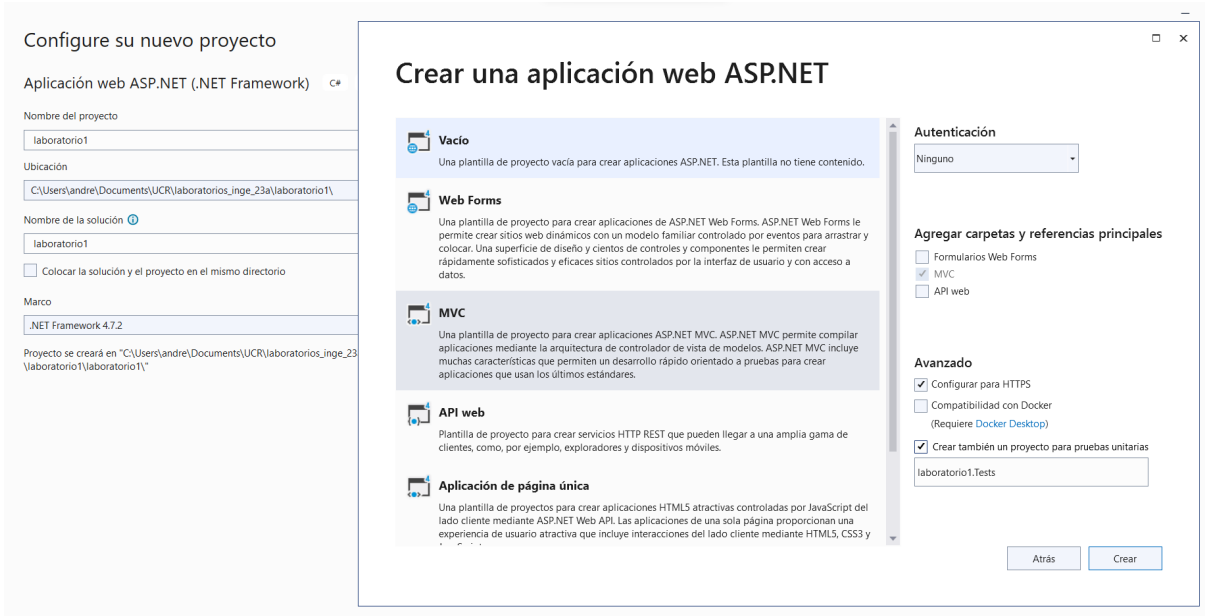 Configure su nuevo proyecto
Aplicación web ASP.NET (.NET Framework) C#
Nombre del proyecto
laboratorio1
Ubicación
C:\Users\andre\Documents\UCR\laboratorios_inge_23a\laboratorio1\
Nombre de la solución
laboratorio1
Colocar la solución y el proyecto en el mismo directorio
Marco
.NET Framework 4.7.2
Proyecto se creará en "C:\Users\andre\Documents\UCR\laboratorios_inge_23
\laboratorio1\laboratorio1\"
Crear una aplicación web ASP.NET
Vacío
Una plantilla de proyecto vacía para crear aplicaciones ASP.NET. Esta plantilla no tiene contenido.
Web Forms
Una plantilla de proyecto para crear aplicaciones de ASP.NET Web Forms. ASP.NET Web Forms le
permite crear sitios web dinámicos con un modelo familiar controlado por eventos para arrastrar y
colocar. Una superficie de diseño y cientos de controles y componentes le permiten crear
rápidamente sofisticados y eficaces sitios controlados por la interfaz de usuario y con acceso a
datos.
MVC
Una plantilla de proyecto para crear aplicaciones ASP.NET MVC. ASP.NET MVC permite compilar
aplicaciones mediante la arquitectura de controlador de vista de modelos. ASP.NET MVC incluye
muchas características que permiten un desarrollo rápido orientado a pruebas para crear
aplicaciones que usan los últimos estándares.
API web
Plantilla de proyecto para crear servicios HTTP REST que pueden llegar a una amplia gama de
clientes, como, por ejemplo, exploradores y dispositivos móviles.
Aplicación de página única
Una plantilla de proyectos para crear aplicaciones HTML5 atractivas controladas por JavaScript del
lado cliente mediante ASP.NET Web API. Las aplicaciones de una sola página proporcionan una
experiencia de usuario atractiva que incluye interacciones del lado cliente mediante HTML5, CSS3 y
Autenticación
Ninguno
Agregar carpetas y referencias principales
Formularios Web Forms
MVC
API web
Avanzado
Configurar para HTTPS
Compatibilidad con Docker
(Requiere Docker Desktop)
Crear también un proyecto para pruebas unitarias
laboratorio1.Tests
Atrás
Crear